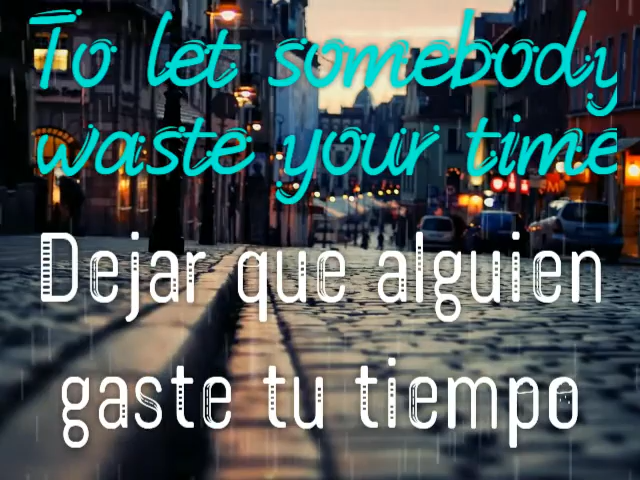 To let somebody
waste your time
Dejar que alguien
gaste tu tiempo